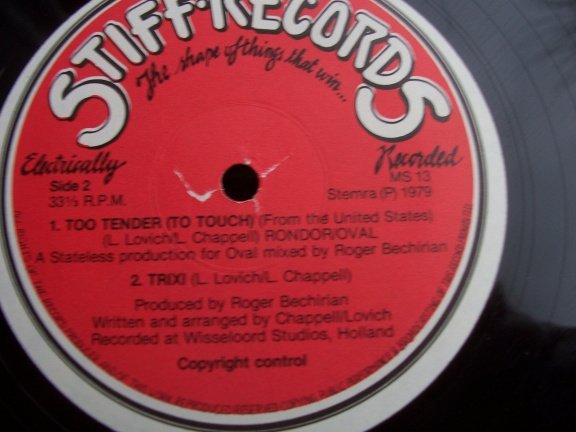 STIFF·RECORDS
The shape of things that win...
Electrically
Recorded
Side 2
33⅓ R.P.M.
MS 13
Stemra (P) 1979
1. TOO TENDER (TO TOUCH) (From the United States)
(L. Lovich/L. Chappell) RONDOR/OVAL
A Stateless production for Oval mixed by Roger Bechirian
2. TRIXI (L. Lovich/L. Chappell)
Produced by Roger Bechirian
Written and arranged by Chappell/Lovich
Recorded at Wisseloord Studios, Holland
Copyright control